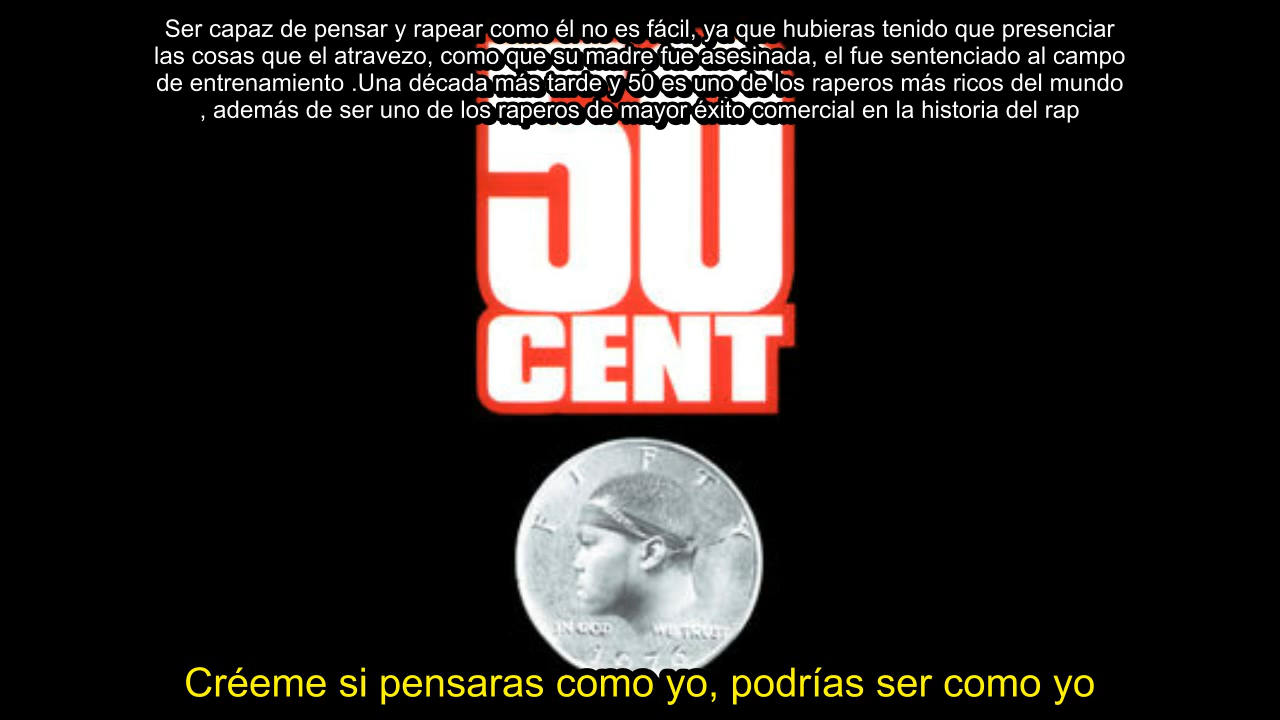 Ser capaz de pensar y rapear como él no es fácil, ya que hubieras tenido que presenciar
las cosas que el atravezo, como que su madre fue asesinada, el fue sentenciado al campo
de entrenamiento .Una década más tarde y 50 es uno de los raperos más ricos del mundo
, además de ser uno de los raperos de mayor éxito comercial en la historia del rap
50
CENT
FIFTY
IN GOD WE TRUST
1976
Créeme si pensaras como yo, podrías ser como yo